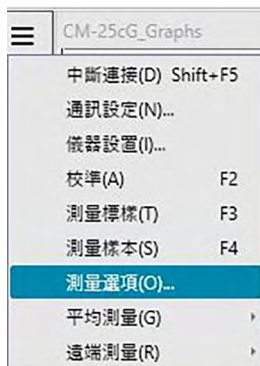 CM-25cG_Graphs
中斷連接(D) Shift+F5
通訊設定(N)...
儀器設置(I)...
校準(A) F2
測量標樣(T) F3
測量樣本(S) F4
測量選項(O)...
平均測量(G)
遠端測量(R)